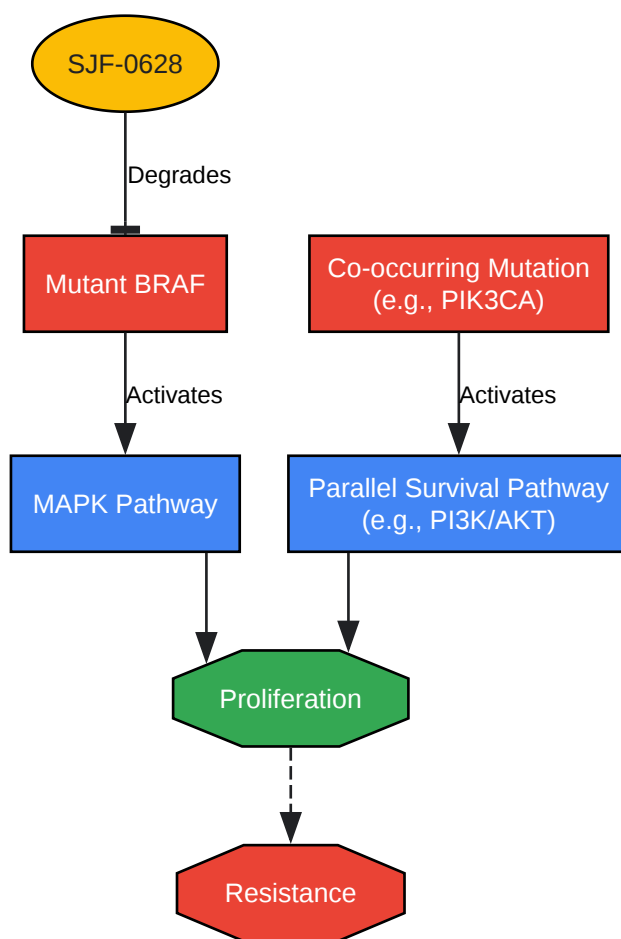 SJF-0628
Degrades
Mutant BRAF
Co-occurring Mutation
(e.g., PIK3CA)
Activates
Activates
MAPK Pathway
Parallel Survival Pathway
(e.g., PI3K/AKT)
Proliferation
Resistance